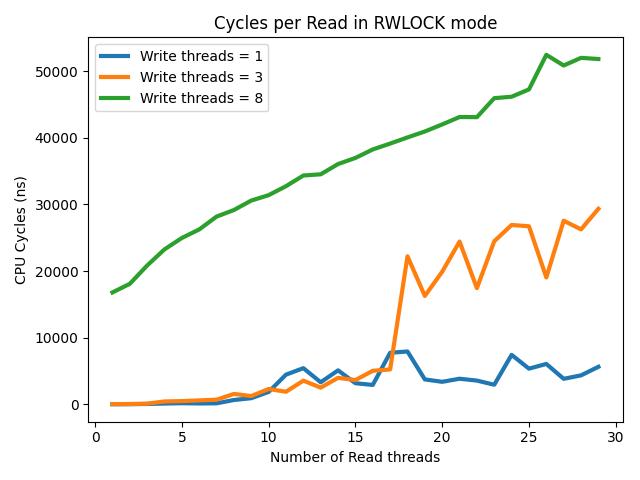 Cycles per Read in RWLOCK mode
Write threads = 1
Write threads = 3
Write threads = 8
CPU Cycles (ns)
50000
40000
30000
20000
10000
0
0 5 10 15 20 25 30
Number of Read threads